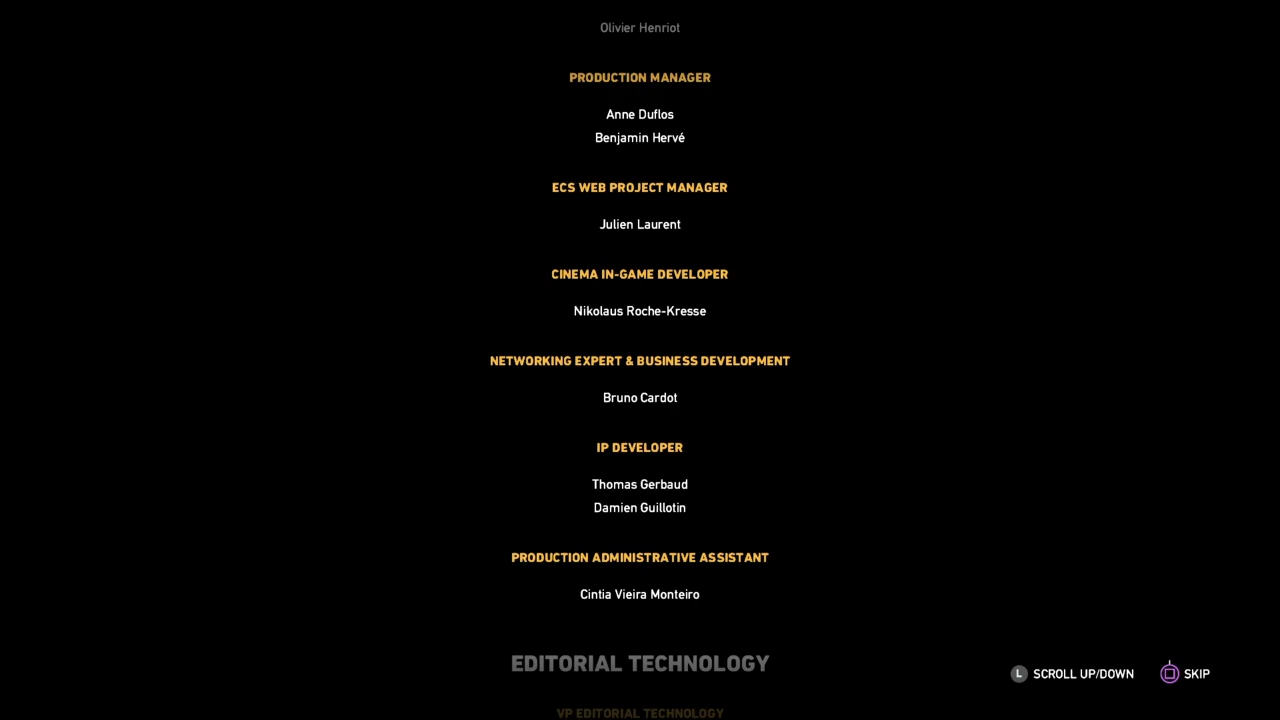 Olivier Henriot
PRODUCTION MANAGER
Anne Duflos
Benjamin Hervé
ECS WEB PROJECT MANAGER
Julien Laurent
CINEMA IN-GAME DEVELOPER
Nikolaus Roche-Kresse
NETWORKING EXPERT & BUSINESS DEVELOPMENT
Bruno Cardot
IP DEVELOPER
Thomas Gerbaud
Damien Guillotin
PRODUCTION ADMINISTRATIVE ASSISTANT
Cintia Vieira Monteiro
EDITORIAL TECHNOLOGY
L SCROLL UP/DOWN
SKIP
VP EDITORIAL TECHNOLOGY